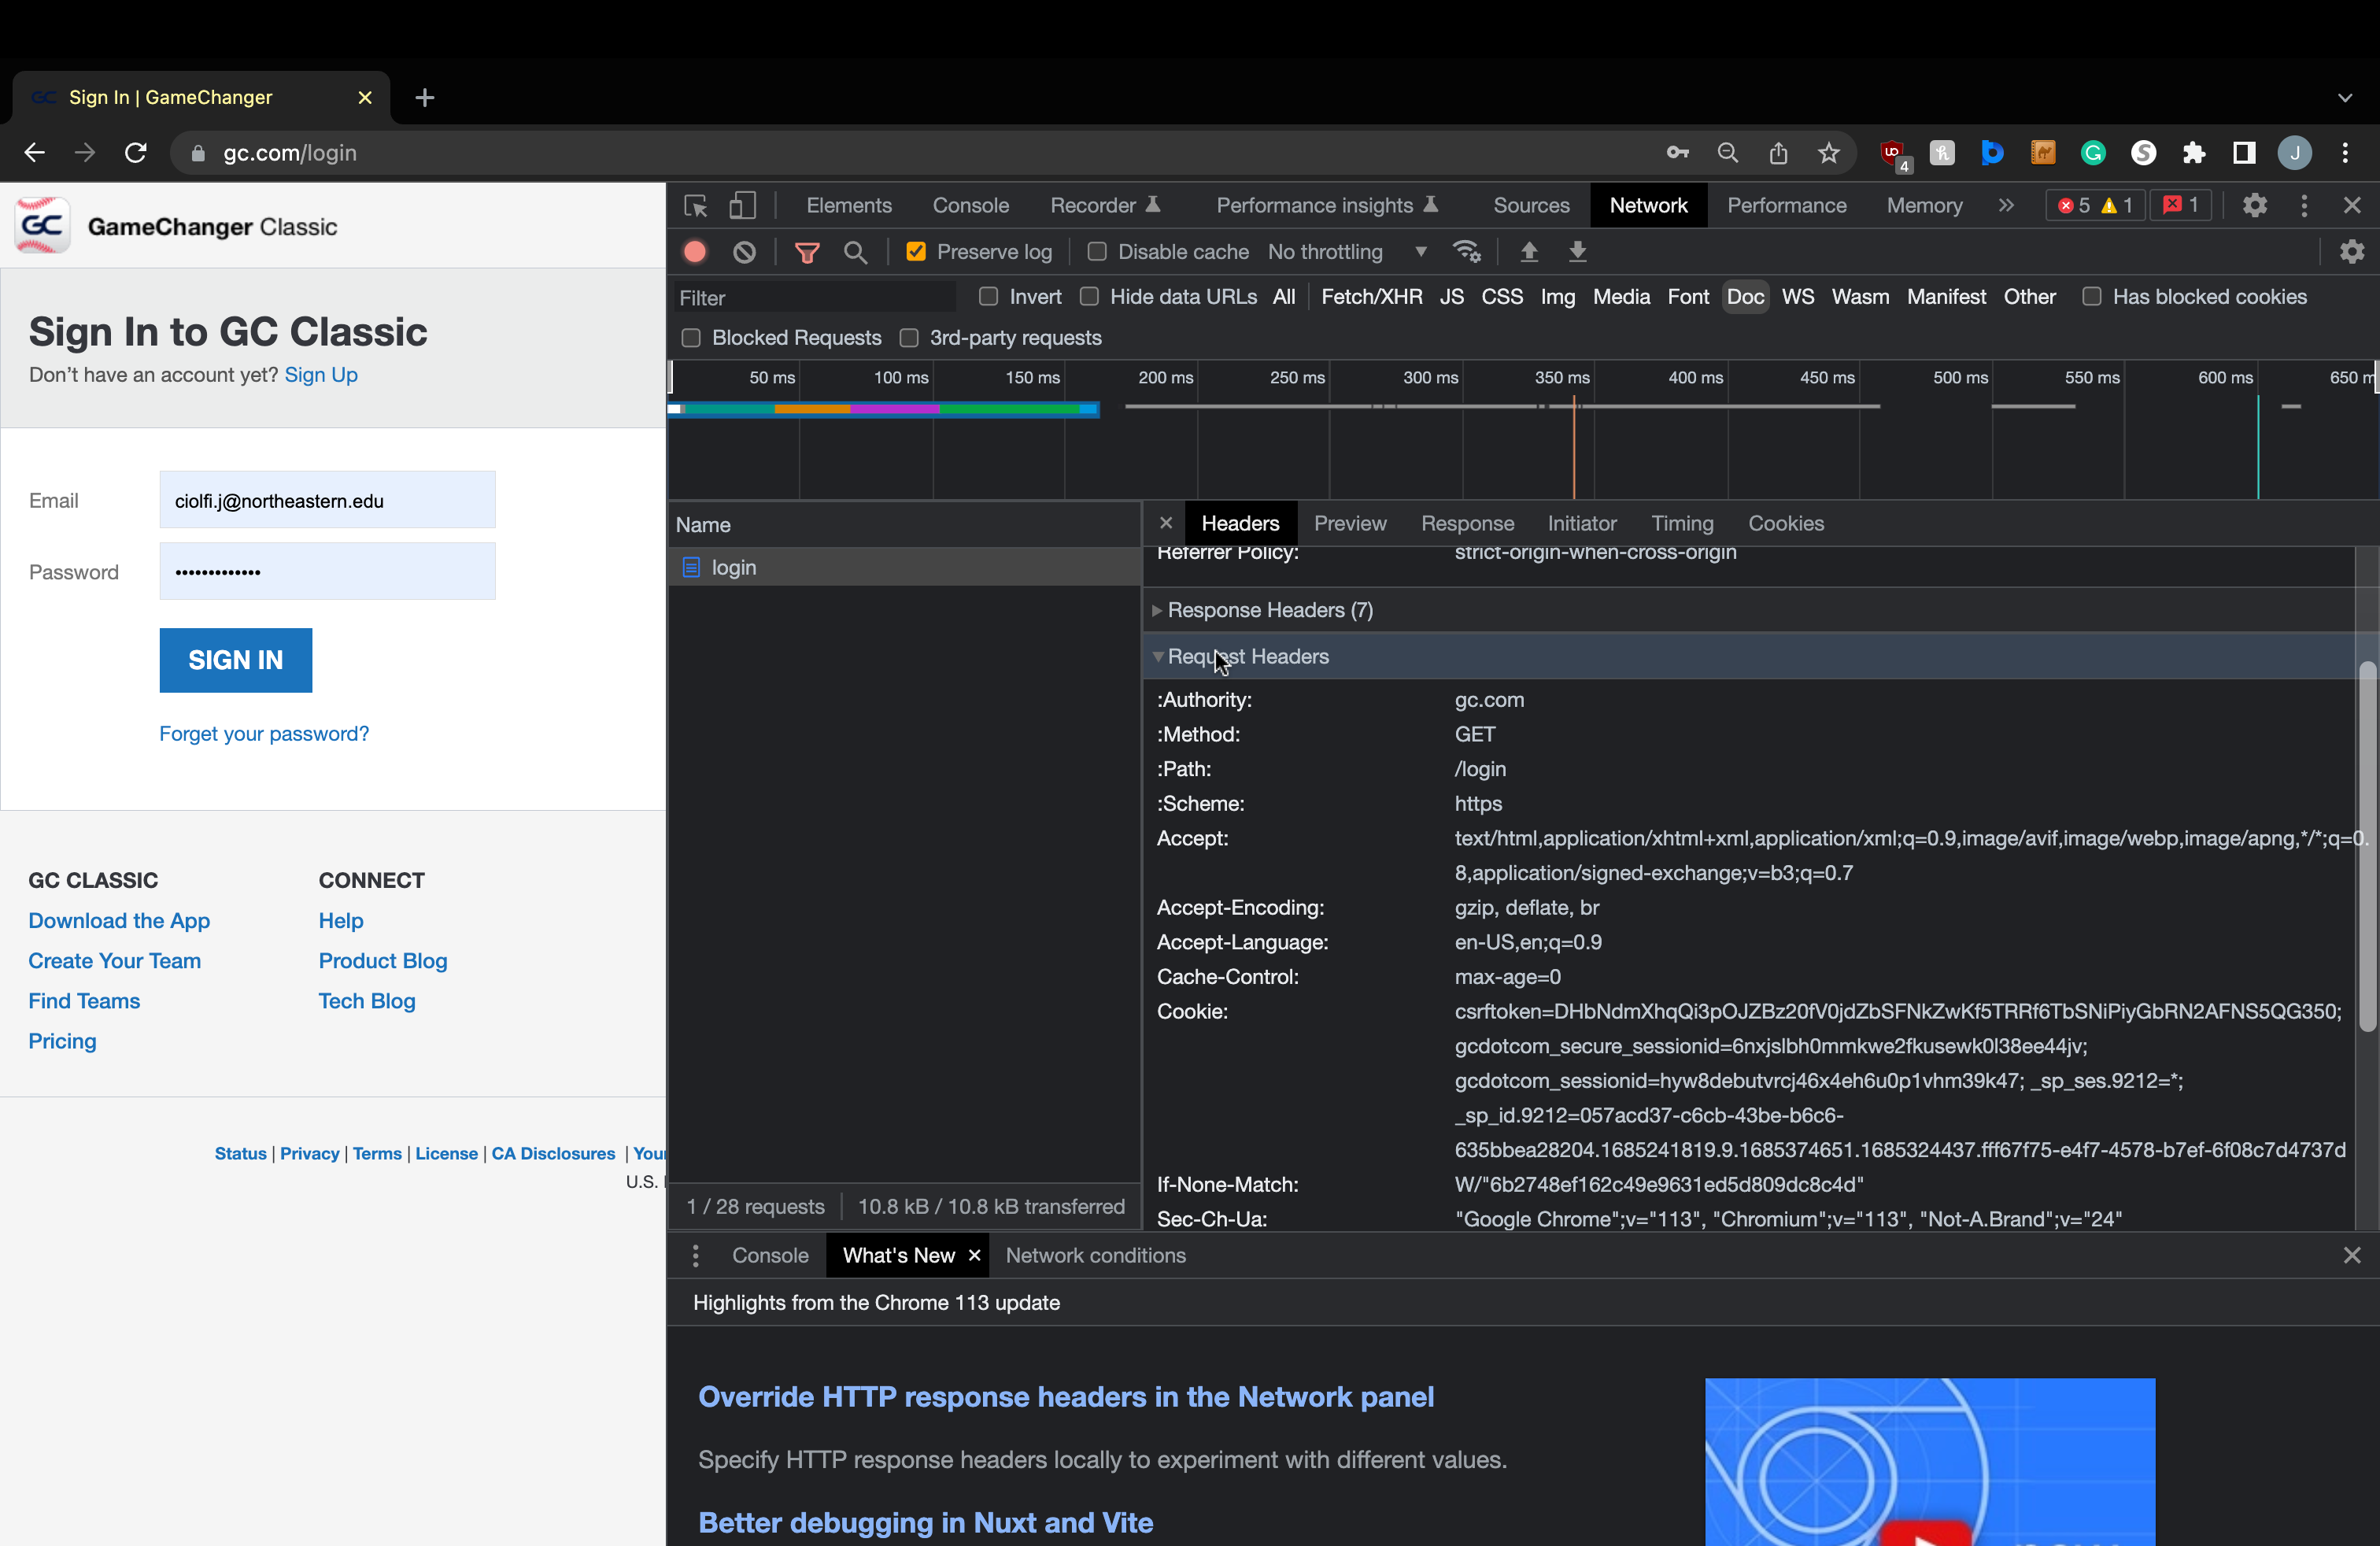 Sign In | GameChanger
gc.com/login
4
J
GC
GameChanger Classic
Sign In to GC Classic
Don't have an account yet? Sign Up
Email
ciolfi.j@northeastern.edu
Password
•••••••••••••
SIGN IN
Forget your password?
GC CLASSIC
Download the App
Create Your Team
Find Teams
Pricing
CONNECT
Help
Product Blog
Tech Blog
Status | Privacy | Terms | License | CA Disclosures |
U.S.
Elements Console Recorder Performance insights Sources Network Performance Memory 5 1 1
Preserve log Disable cache No throttling
Filter Invert Hide data URLs All Fetch/XHR JS CSS Img Media Font Doc WS Wasm Manifest Other Has blocked cookies
Blocked Requests 3rd-party requests
50 ms 100 ms 150 ms 200 ms 250 ms 300 ms 350 ms 400 ms 450 ms 500 ms 550 ms 600 ms 650 m
Name
login
1 / 28 requests 10.8 kB / 10.8 kB transferred
Headers Preview Response Initiator Timing Cookies
Referrer Policy: strict-origin-when-cross-origin
Response Headers (7)
Request Headers
:Authority: gc.com
:Method: GET
:Path: /login
:Scheme: https
Accept: text/html,application/xhtml+xml,application/xml;q=0.9,image/avif,image/webp,image/apng,*/*;q=0.
8,application/signed-exchange;v=b3;q=0.7
Accept-Encoding: gzip, deflate, br
Accept-Language: en-US,en;q=0.9
Cache-Control: max-age=0
Cookie: csrftoken=DHbNdmXhqQi3pOJZBz20fV0jdZbSFNkZwKf5TRRf6TbSNiPiyGbRN2AFNS5QG350;
gcdotcom_secure_sessionid=6nxjslbh0mmkwe2fkusewk0l38ee44jv;
gcdotcom_sessionid=hyw8debutvrcj46x4eh6u0p1vhm39k47; _sp_ses.9212=*;
_sp_id.9212=057acd37-c6cb-43be-b6c6-
635bbea28204.1685241819.9.1685374651.1685324437.fff67f75-e4f7-4578-b7ef-6f08c7d4737d
If-None-Match: W/"6b2748ef162c49e9631ed5d809dc8c4d"
Sec-Ch-Ua: "Google Chrome";v="113", "Chromium";v="113", "Not-A.Brand";v="24"
Console What's New Network conditions
Highlights from the Chrome 113 update
Override HTTP response headers in the Network panel
Specify HTTP response headers locally to experiment with different values.
Better debugging in Nuxt and Vite